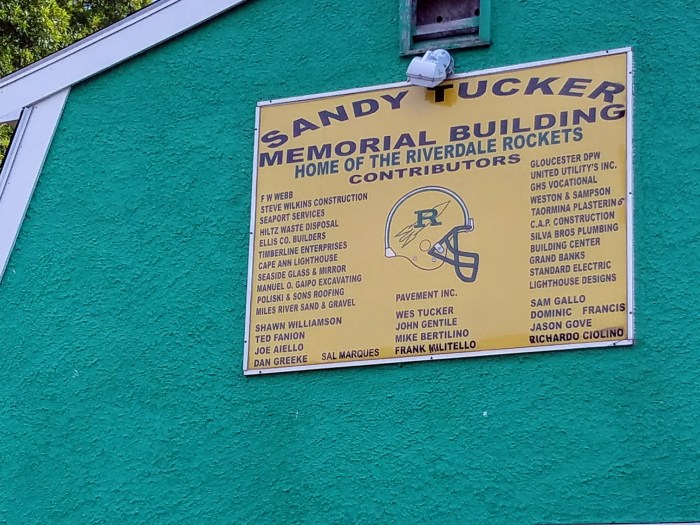 SANDY TUCKER
MEMORIAL BUILDING
HOME OF THE RIVERDALE ROCKETS
CONTRIBUTORS
F W WEBB
STEVE WILKINS CONSTRUCTION
SEAPORT SERVICES
HILTZ WASTE DISPOSAL
ELLIS CO. BUILDERS
TIMBERLINE ENTERPRISES
CAPE ANN LIGHTHOUSE
SEASIDE GLASS & MIRROR
MANUEL O. GAIPO EXCAVATING
POLISKI & SONS ROOFING
MILES RIVER SAND & GRAVEL
SHAWN WILLIAMSON
TED FANION
JOE AIELLO
DAN GREEKE
SAL MARQUES
R
PAVEMENT INC.
WES TUCKER
JOHN GENTILE
MIKE BERTILINO
FRANK MILITELLO
GLOUCESTER DPW
UNITED UTILITY'S INC.
GHS VOCATIONAL
WESTON & SAMPSON
TAORMINA PLASTERING
C.A.P. CONSTRUCTION
SILVA BROS PLUMBING
BUILDING CENTER
GRAND BANKS
STANDARD ELECTRIC
LIGHTHOUSE DESIGNS
SAM GALLO
DOMINIC FRANCIS
JASON GOVE
RICHARDO CIOLINO